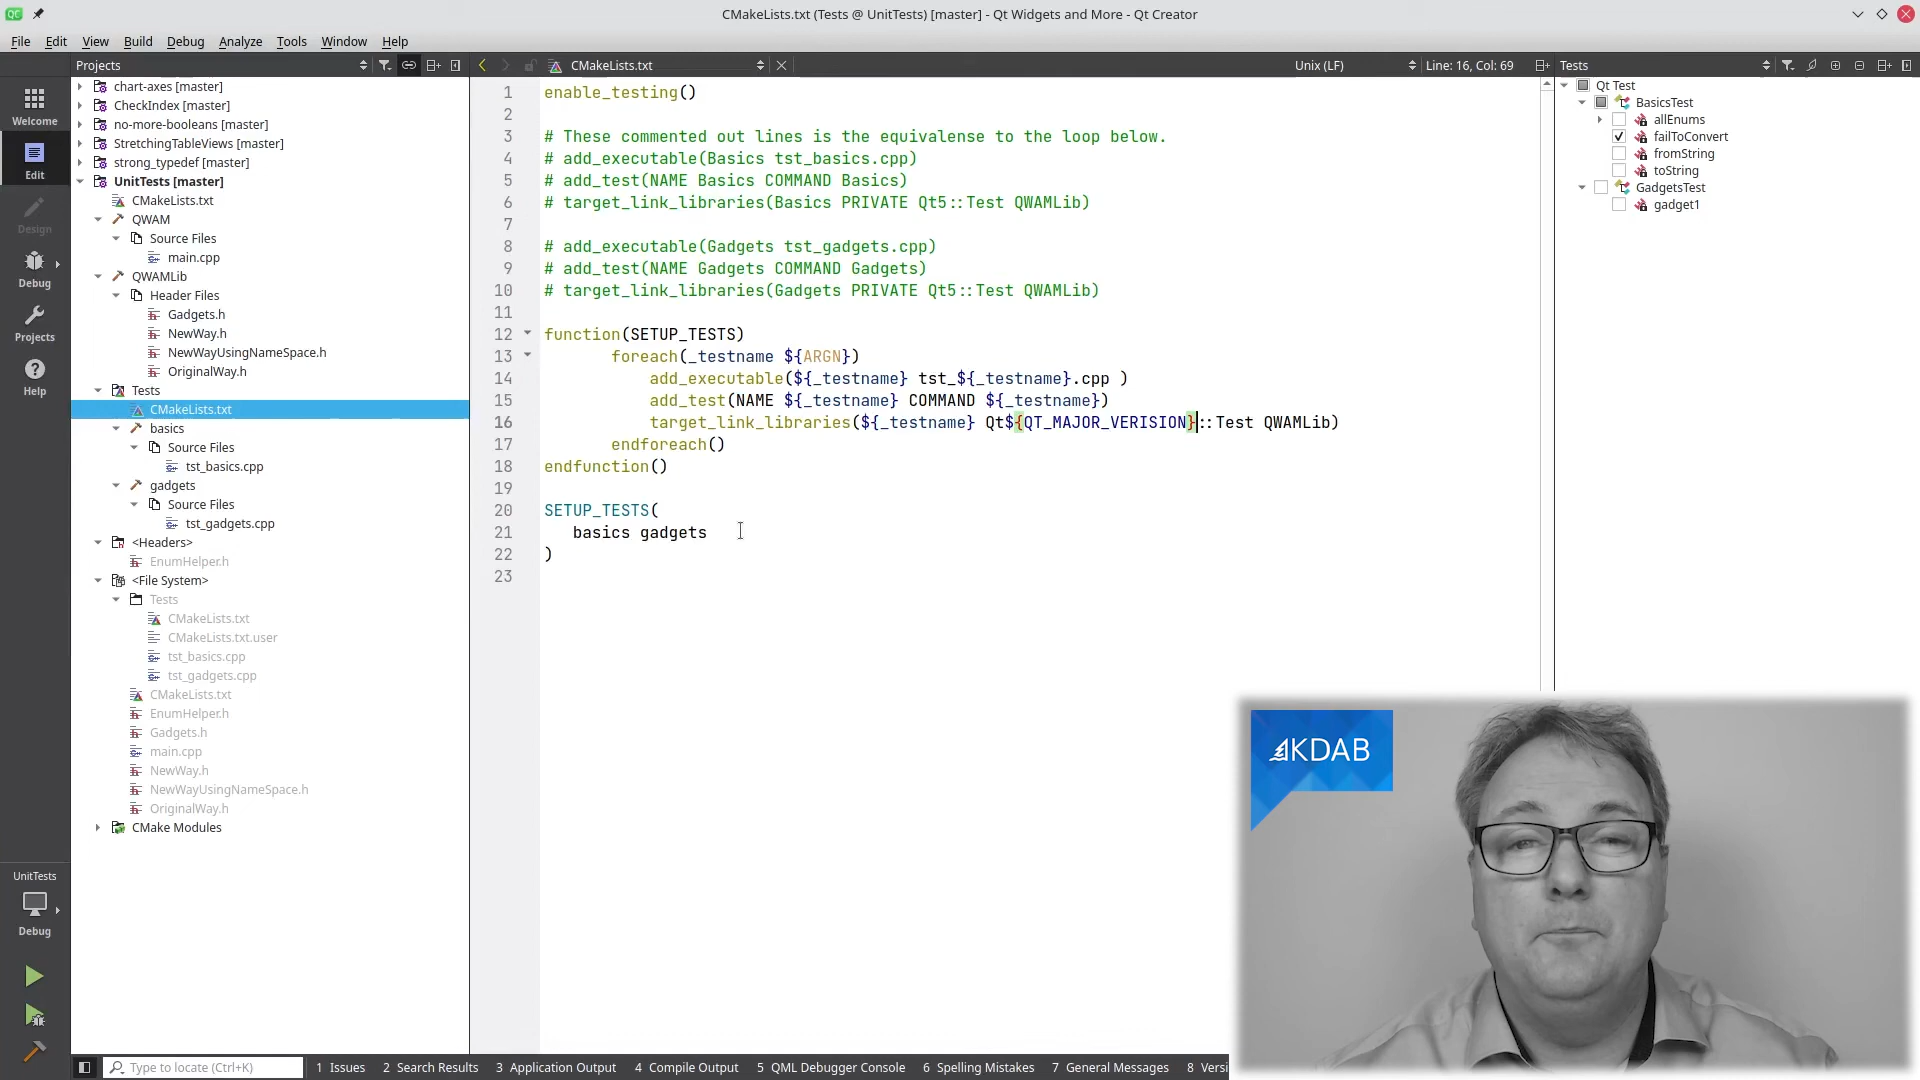 CMakeLists.txt (Tests @ UnitTests) [master] - Qt Widgets and More - Qt Creator
File Edit View Build Debug Analyze Tools Window Help
Projects
CMakeLists.txt
Unix (LF)
Line: 16, Col: 69
Tests
Welcome
Edit
Design
Debug
Projects
Help
UnitTests
Debug
chart-axes [master]
CheckIndex [master]
no-more-booleans [master]
StretchingTableViews [master]
strong_typedef [master]
UnitTests [master]
CMakeLists.txt
QWAM
Source Files
main.cpp
QWAMLib
Header Files
Gadgets.h
NewWay.h
NewWayUsingNameSpace.h
OriginalWay.h
Tests
CMakeLists.txt
basics
Source Files
tst_basics.cpp
gadgets
Source Files
tst_gadgets.cpp
<Headers>
EnumHelper.h
<File System>
Tests
CMakeLists.txt
CMakeLists.txt.user
tst_basics.cpp
tst_gadgets.cpp
CMakeLists.txt
EnumHelper.h
Gadgets.h
main.cpp
NewWay.h
NewWayUsingNameSpace.h
OriginalWay.h
CMake Modules
1 enable_testing()
2
3 # These commented out lines is the equivalense to the loop below.
4 # add_executable(Basics tst_basics.cpp)
5 # add_test(NAME Basics COMMAND Basics)
6 # target_link_libraries(Basics PRIVATE Qt5::Test QWAMLib)
7
8 # add_executable(Gadgets tst_gadgets.cpp)
9 # add_test(NAME Gadgets COMMAND Gadgets)
10 # target_link_libraries(Gadgets PRIVATE Qt5::Test QWAMLib)
11
12 function(SETUP_TESTS)
13 foreach(_testname ${ARGN})
14 add_executable(${_testname} tst_${_testname}.cpp )
15 add_test(NAME ${_testname} COMMAND ${_testname})
16 target_link_libraries(${_testname} Qt${QT_MAJOR_VERISION}::Test QWAMLib)
17 endforeach()
18 endfunction()
19
20 SETUP_TESTS(
21 basics gadgets
22 )
23
Qt Test
BasicsTest
allEnums
failToConvert
fromString
toString
GadgetsTest
gadget1
KDAB
Type to locate (Ctrl+K)
1 Issues
2 Search Results
3 Application Output
4 Compile Output
5 QML Debugger Console
6 Spelling Mistakes
7 General Messages
8 Versi